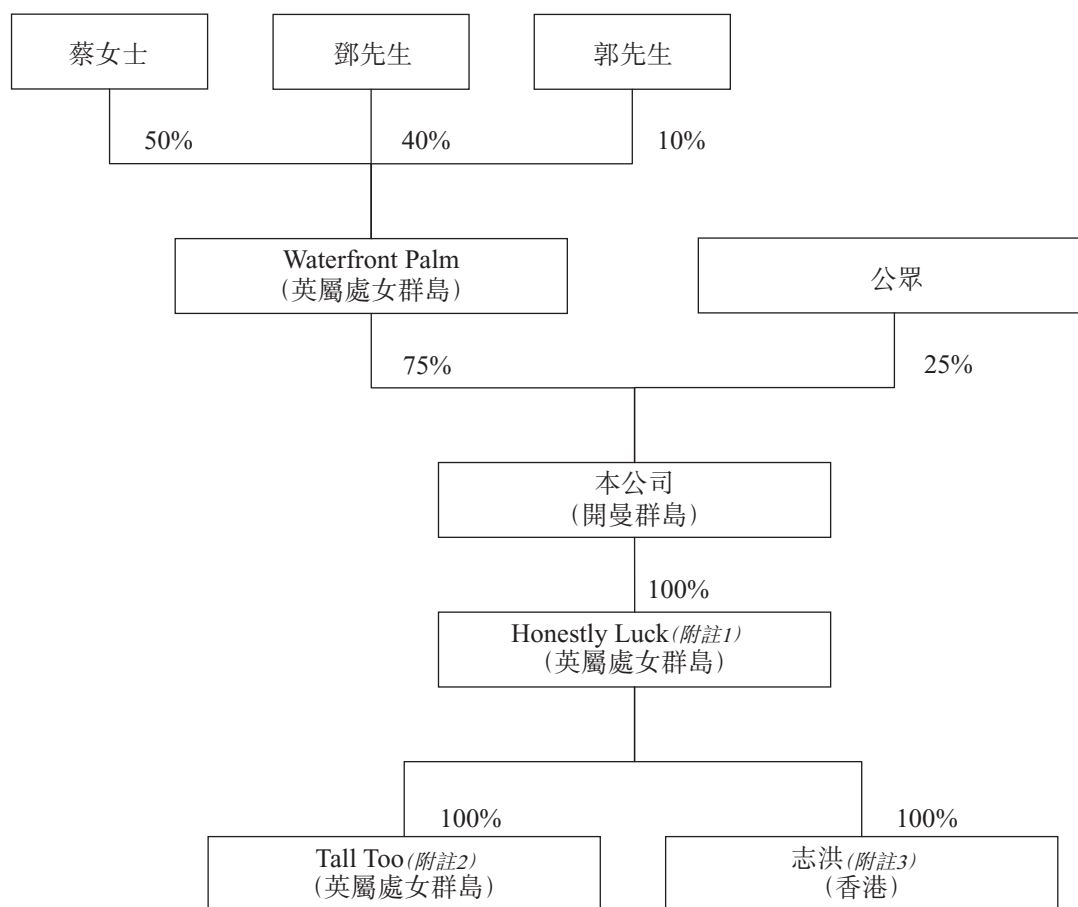 蔡女士
鄧先生
郭先生
50%
40%
10%
Waterfront Palm
(英屬處女群島)
公眾
75%
25%
本公司
(開曼群島)
100%
Honestly Luck(附註1)
(英屬處女群島)
100%
100%
Tall Too(附註2)
(英屬處女群島)
志洪(附註3)
(香港)